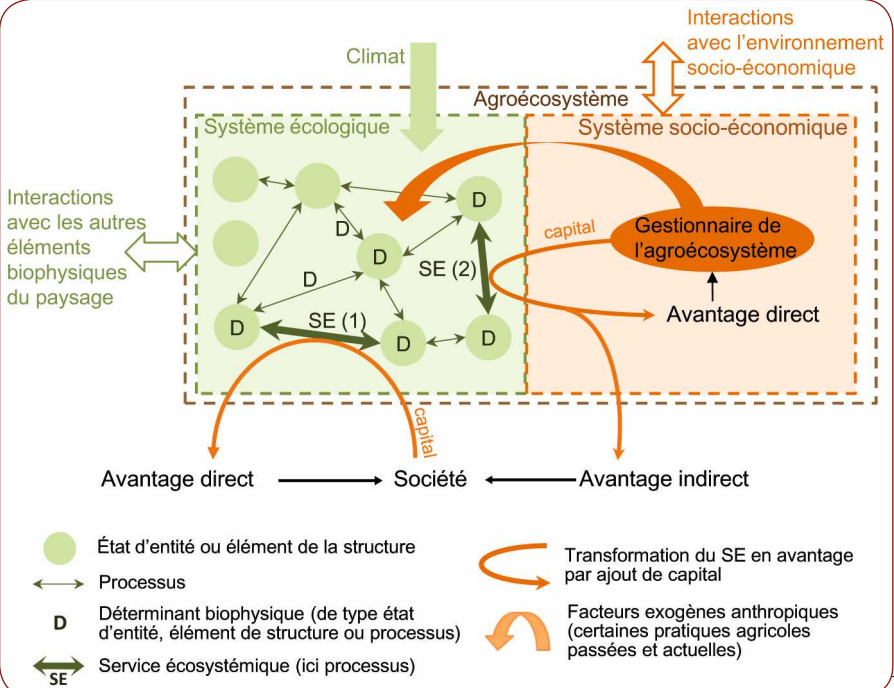 Interactions
avec l'environnement
socio-économique
Climat
Agroécosystème
Système écologique
Système socio-économique
Interactions
avec les autres
éléments
biophysiques
du paysage
D
D
capital
Gestionnaire de
l'agroécosystème
D
SE (2)
D
Avantage direct
SE (1)
D
D
D
capital
Avantage direct
Société
Avantage indirect
État d'entité ou élément de la structure
Processus
D
Déterminant biophysique (de type état
d'entité, élément de structure ou processus)
SE
Service écosystémique (ici processus)
Transformation du SE en avantage
par ajout de capital
Facteurs exogènes anthropiques
(certaines pratiques agricoles
passées et actuelles)